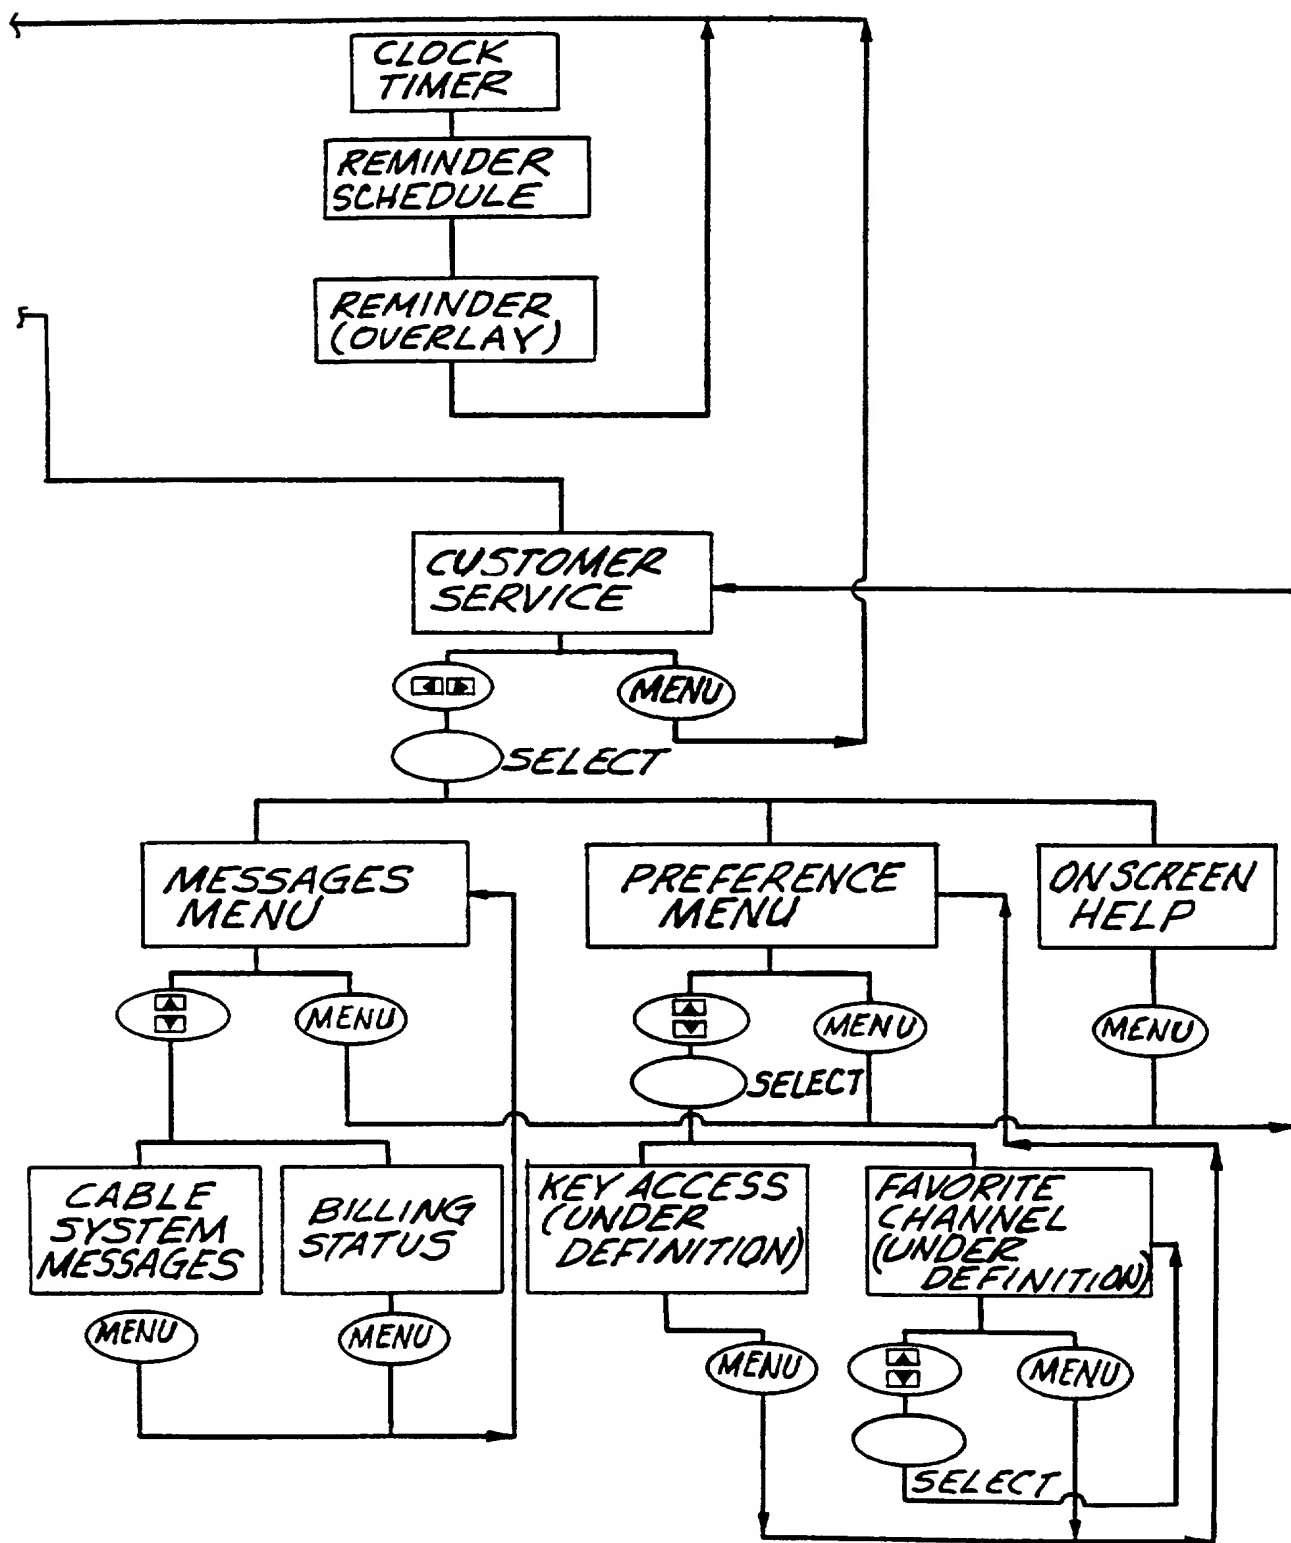 CLOCK
TIMER
REMINDER
SCHEDULE
REMINDER
(OVERLAY)
CUSTOMER
SERVICE
MENU
SELECT
MESSAGES
MENU
PREFERENCE
MENU
ON SCREEN
HELP
MENU
MENU
MENU
SELECT
CABLE
SYSTEM
MESSAGES
BILLING
STATUS
KEY ACCESS
(UNDER
DEFINITION)
FAVORITE
CHANNEL
(UNDER
DEFINITION)
MENU
MENU
MENU
MENU
SELECT